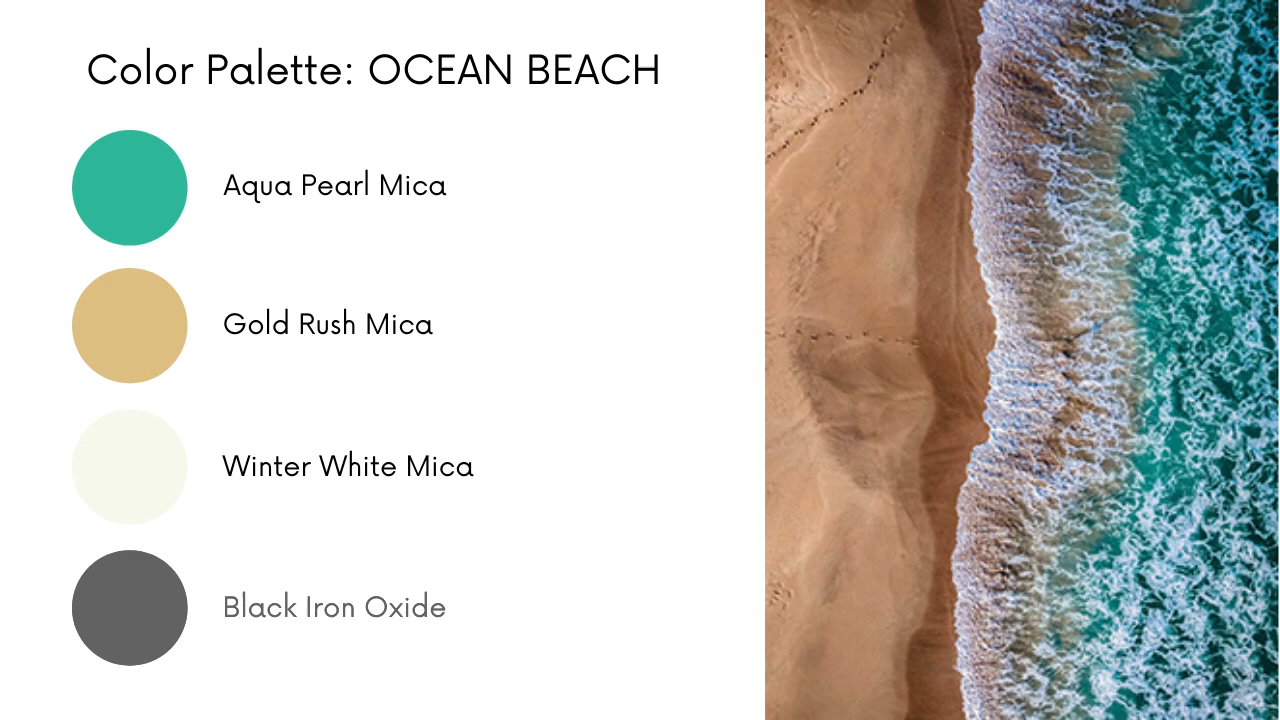 Color Palette: OCEAN BEACH
Aqua Pearl Mica
Gold Rush Mica
Winter White Mica
Black Iron Oxide